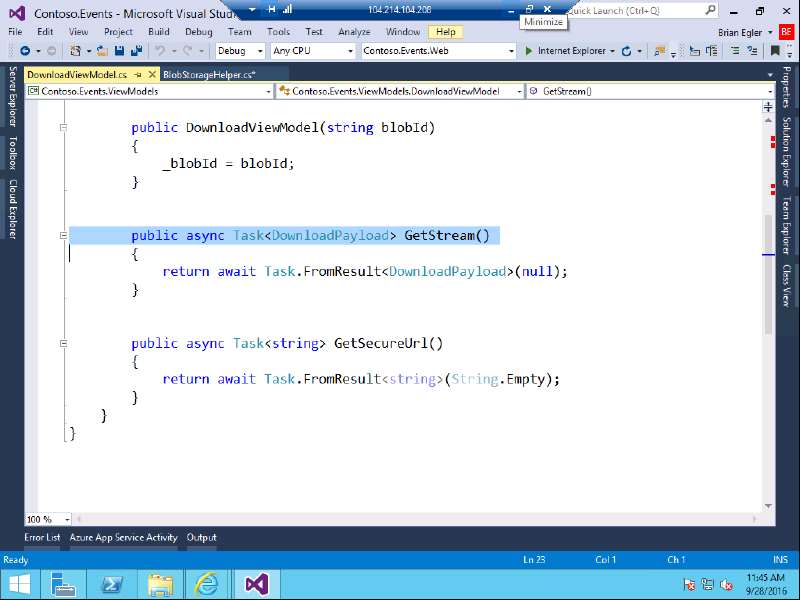 Contoso.Events - Microsoft Visual Stud
104.214.104.208
Quick Launch (Ctrl+Q)
Minimize
File Edit View Project Build Debug Team Tools Test Analyze Window Help
Brian Egler BE
Debug Any CPU Contoso.Events.Web Internet Explorer
DownloadViewModel.cs BlobStorageHelper.cs*
Contoso.Events.ViewModels Contoso.Events.ViewModels.DownloadViewModel GetStream()
Server Explorer
Toolbox
Cloud Explorer
public DownloadViewModel(string blobId)
{
_blobId = blobId;
}
public async Task<DownloadPayload> GetStream()
{
return await Task.FromResult<DownloadPayload>(null);
}
public async Task<string> GetSecureUrl()
{
return await Task.FromResult<string>(String.Empty);
}
}
}
Properties
Solution Explorer
Team Explorer
Class View
100 %
Error List Azure App Service Activity Output
Ready Ln 23 Col 1 Ch 1 INS
11:45 AM
9/28/2016